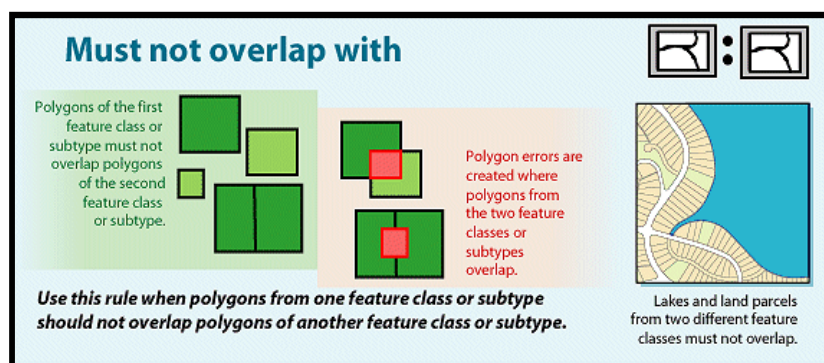 Must not overlap with
Polygons of the first
feature class or
subtype must not
overlap polygons
of the second
feature class
or subtype.
Polygon errors are
created where
polygons from
the two feature
classes or
subtypes
overlap.
Use this rule when polygons from one feature class or subtype
should not overlap polygons of another feature class or subtype.
Lakes and land parcels
from two different feature
classes must not overlap.